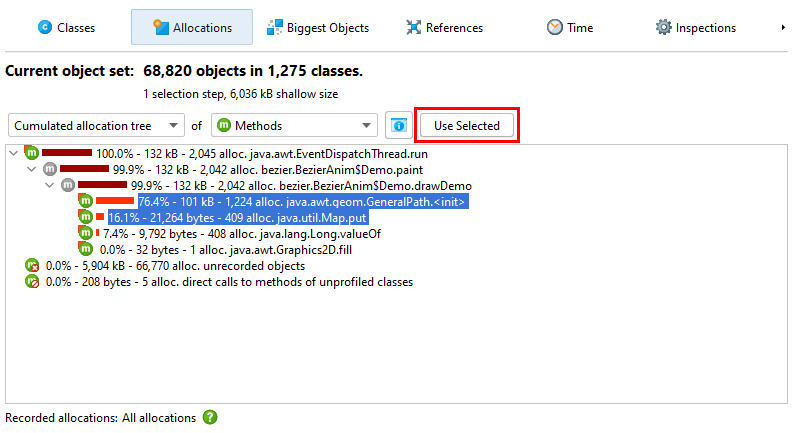 Classes Allocations Biggest Objects References Time Inspections
Current object set: 68,820 objects in 1,275 classes.
1 selection step, 6,036 kB shallow size
Cumulated allocation tree of Methods Use Selected
100.0% - 132 kB - 2,045 alloc. java.awt.EventDispatchThread.run
99.9% - 132 kB - 2,042 alloc. bezier.BezierAnim$Demo.paint
99.9% - 132 kB - 2,042 alloc. bezier.BezierAnim$Demo.drawDemo
76.4% - 101 kB - 1,224 alloc. java.awt.geom.GeneralPath.<init>
16.1% - 21,264 bytes - 409 alloc. java.util.Map.put
7.4% - 9,792 bytes - 408 alloc. java.lang.Long.valueOf
0.0% - 32 bytes - 1 alloc. java.awt.Graphics2D.fill
0.0% - 5,904 kB - 66,770 alloc. unrecorded objects
0.0% - 208 bytes - 5 alloc. direct calls to methods of unprofiled classes
Recorded allocations: All allocations